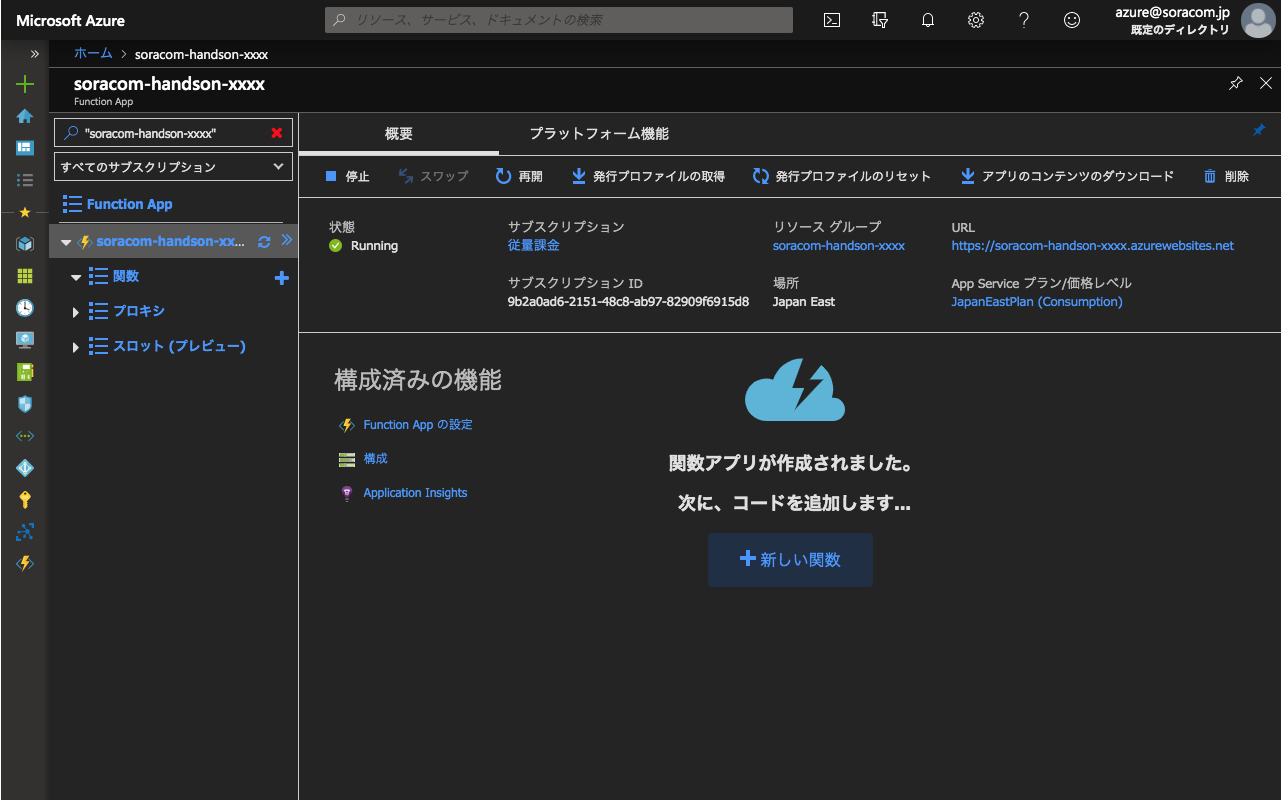 Microsoft Azure
リソース、サービス、ドキュメントの検索
azure@soracom.jp
既定のディレクトリ
ホーム > soracom-handson-xxxx
soracom-handson-xxxx
Function App
"soracom-handson-xxxx"
すべてのサブスクリプション
Function App
soracom-handson-xx...
関数
プロキシ
スロット (プレビュー)
概要
プラットフォーム機能
停止
スワップ
再開
発行プロファイルの取得
発行プロファイルのリセット
アプリのコンテンツのダウンロード
削除
状態
Running
サブスクリプション
従量課金
リソース グループ
soracom-handson-xxxx
URL
https://soracom-handson-xxxx.azurewebsites.net
サブスクリプション ID
9b2a0ad6-2151-48c8-ab97-82909f6915d8
場所
Japan East
App Service プラン/価格レベル
JapanEastPlan (Consumption)
構成済みの機能
Function App の設定
構成
Application Insights
関数アプリが作成されました。
次に、コードを追加します...
新しい関数